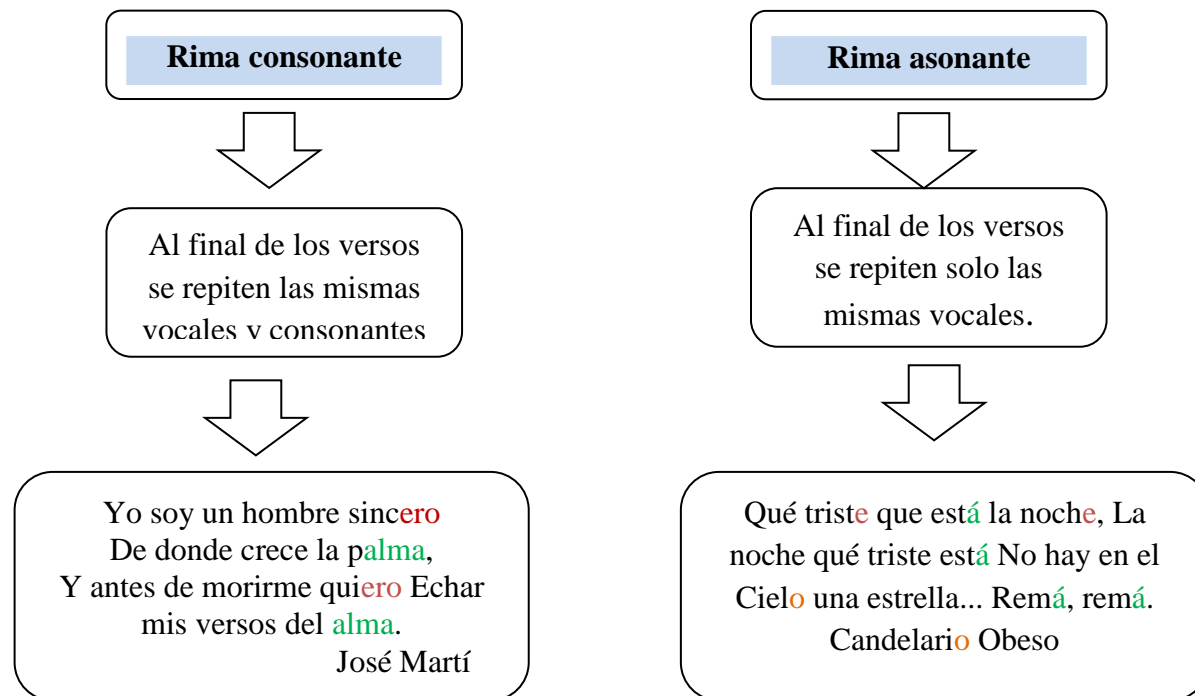 Rima consonante
Al final de los versos
se repiten las mismas
vocales y consonantes
Yo soy un hombre sincero
De donde crece la palma,
Y antes de morirme quiero Echar
mis versos del alma.
José Martí
Rima asonante
Al final de los versos
se repiten solo las
mismas vocales.
Qué triste que está la noche, La
noche qué triste está No hay en el
Cielo una estrella... Remá, remá.
Candelario Obeso